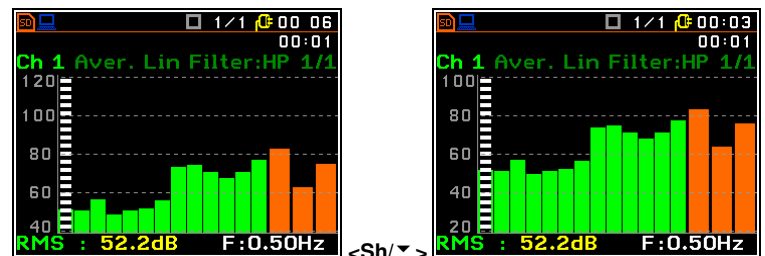 SD 1/1 00 06
00:01
Ch 1 Aver. Lin Filter:HP 1/1
120
100
80
60
40
RMS : 52.2dB F:0.50Hz
<Sh/▼>
SD 1/1 00:03
00:01
Ch 1 Aver. Lin Filter:HP 1/1
100
80
60
40
20
RMS : 52.2dB F:0.50Hz